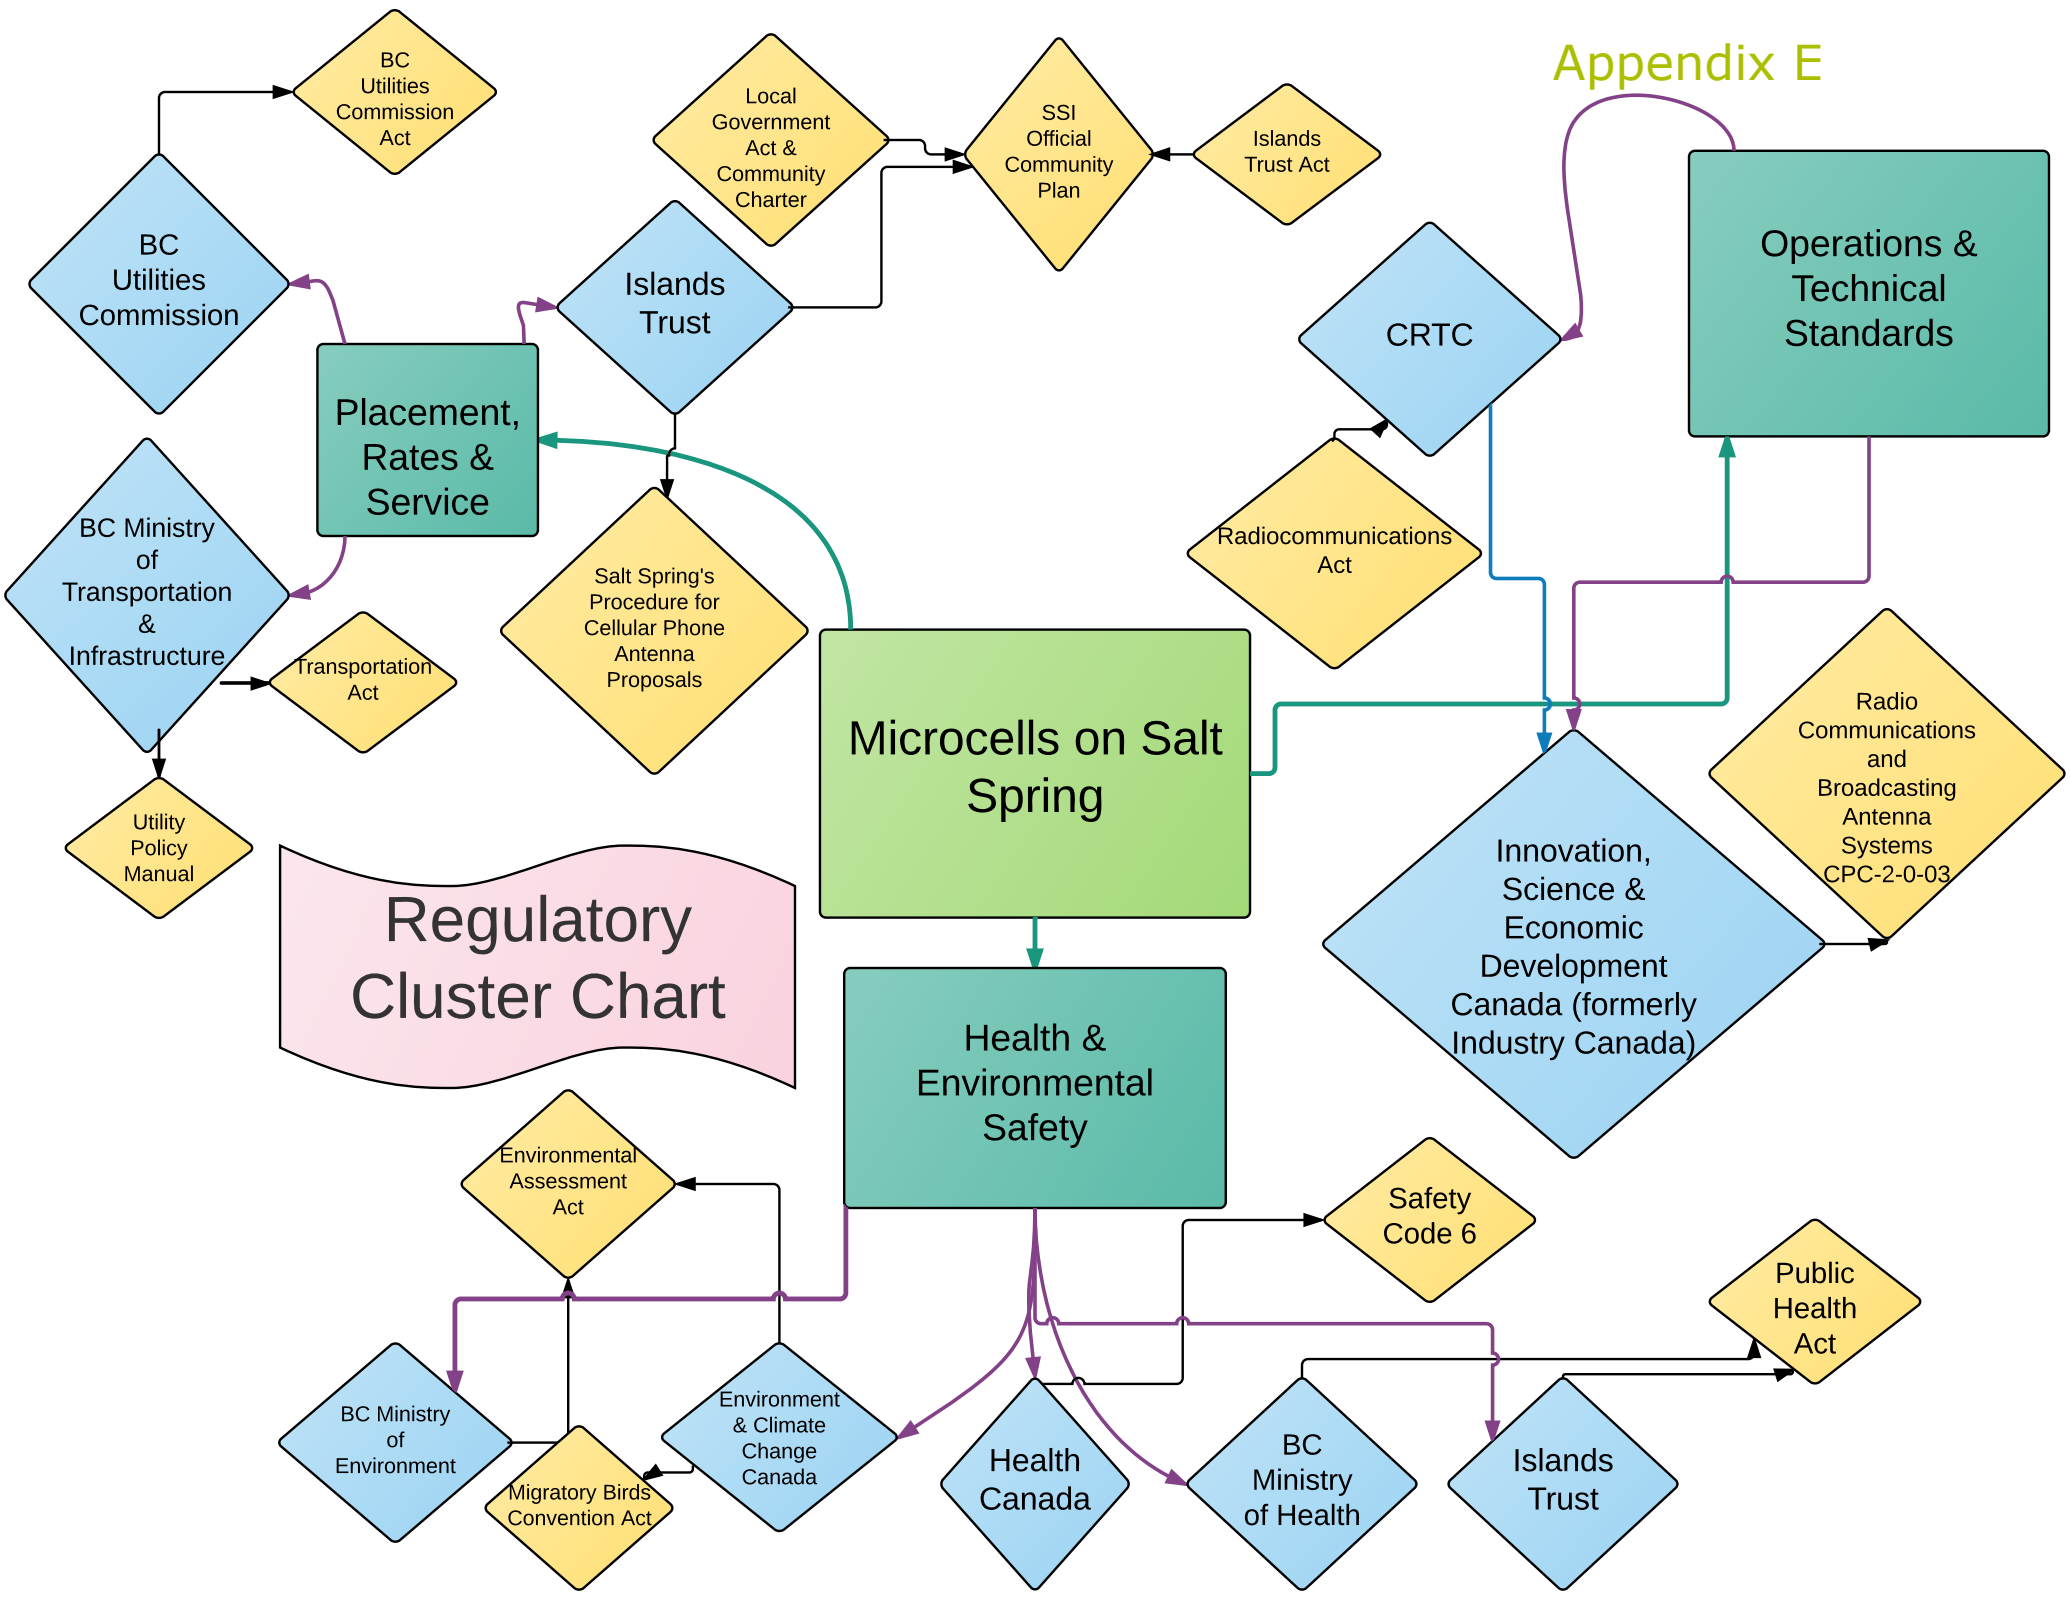 Appendix E
BC
Utilities
Commission
Act
Local
Government
Act &
Community
Charter
SSI
Official
Community
Plan
Islands
Trust Act
BC
Utilities
Commission
Islands
Trust
CRTC
Operations &
Technical
Standards
Placement,
Rates &
Service
BC Ministry
of
Transportation
&
Infrastructure
Transportation
Act
Salt Spring's
Procedure for
Cellular Phone
Antenna
Proposals
Radiocommunications
Act
Utility
Policy
Manual
Microcells on Salt
Spring
Radio
Communications
and
Broadcasting
Antenna
Systems
CPC-2-0-03
Innovation,
Science &
Economic
Development
Canada (formerly
Industry Canada)
Regulatory
Cluster Chart
Health &
Environmental
Safety
Environmental
Assessment
Act
Safety
Code 6
Public
Health
Act
BC Ministry
of
Environment
Migratory Birds
Convention Act
Environment
& Climate
Change
Canada
Health
Canada
BC
Ministry
of Health
Islands
Trust